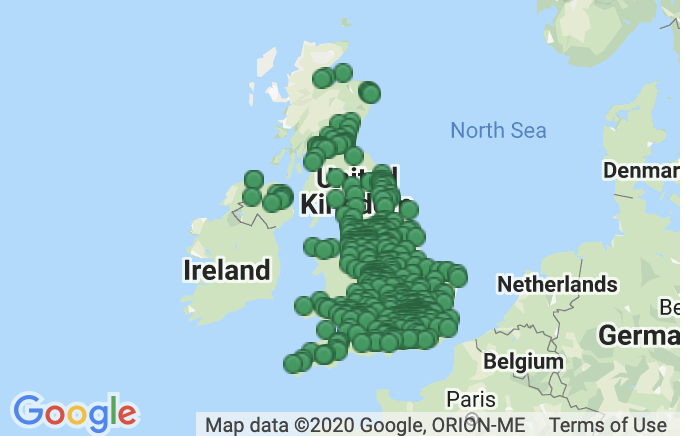 North Sea
United
Kingdom
Denmar
Ireland
Netherlands
Be
Germa
Belgium
Paris
Google
Map data ©2020 Google, ORION-ME Terms of Use